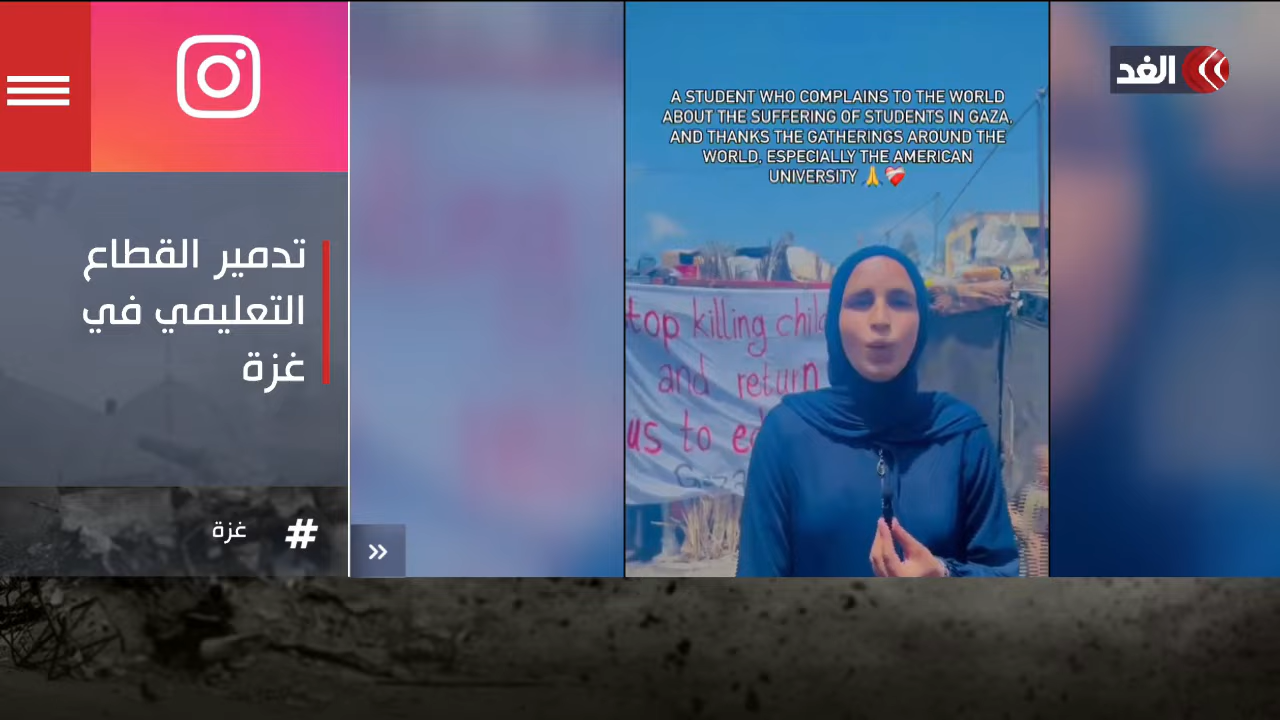 الغد
A STUDENT WHO COMPLAINS TO THE WORLD
ABOUT THE SUFFERING OF STUDENTS IN GAZA,
AND THANKS THE GATHERINGS AROUND THE
WORLD, ESPECIALLY THE AMERICAN
UNIVERSITY 🙏❤️‍🩹
تدمير القطاع
التعليمي في
غزة
# غزة
top killing chil
and return
us to ed
Gaza